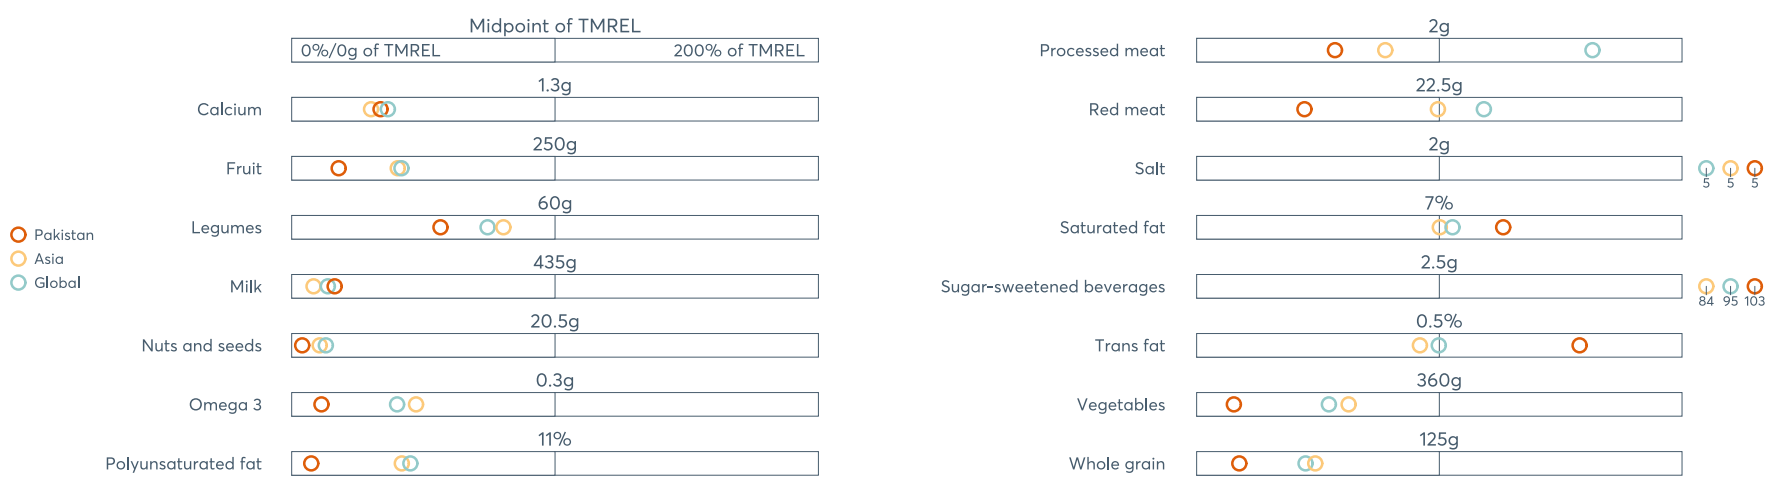 Midpoint of TMREL
0%/0g of TMREL 200% of TMREL
1.3g
Calcium
250g
Fruit
60g
Legumes
435g
Milk
20.5g
Nuts and seeds
0.3g
Omega 3
11%
Polyunsaturated fat
Pakistan
Asia
Global
2g
Processed meat
22.5g
Red meat
2g
Salt
5 5 5
7%
Saturated fat
2.5g
Sugar-sweetened beverages
84 95 103
0.5%
Trans fat
360g
Vegetables
125g
Whole grain